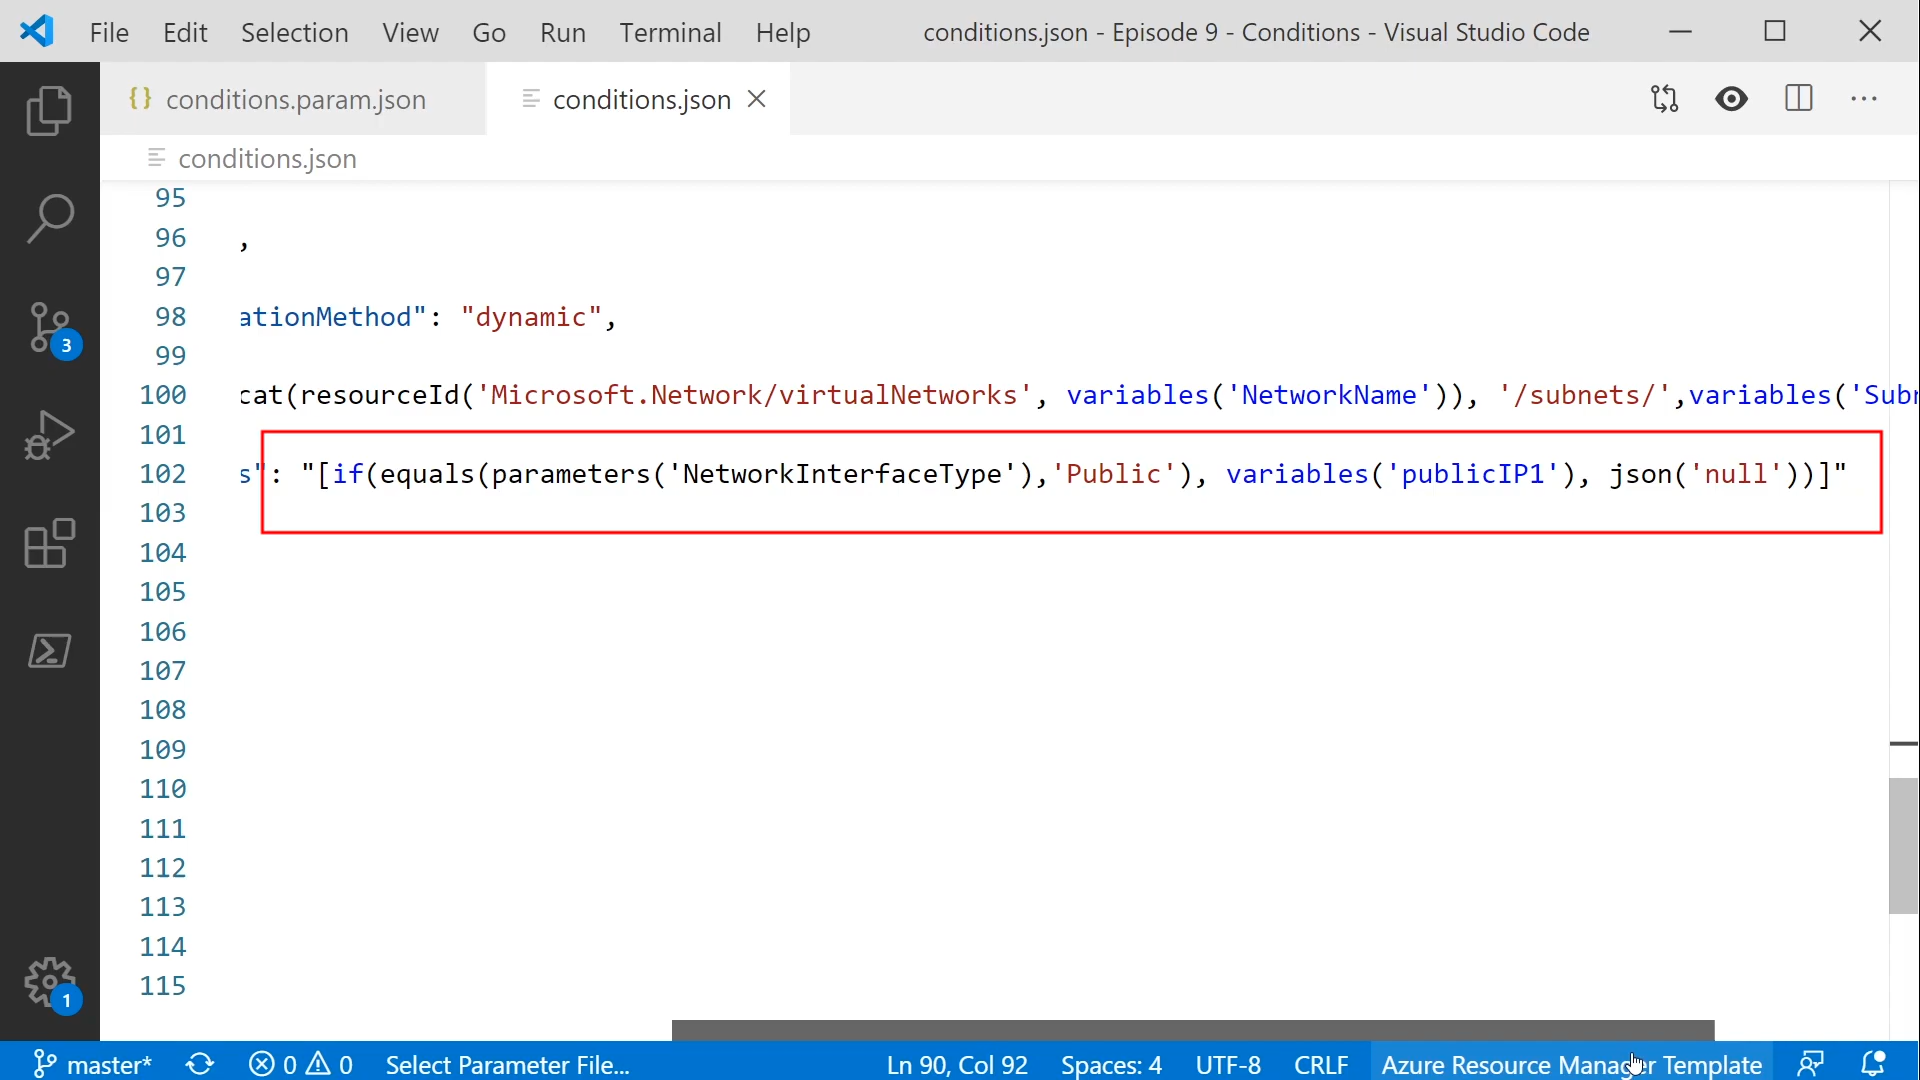 File Edit Selection View Go Run Terminal Help conditions.json - Episode 9 - Conditions - Visual Studio Code
{} conditions.param.json conditions.json
conditions.json
95
96 ,
97
98 ationMethod": "dynamic",
99
100 cat(resourceId('Microsoft.Network/virtualNetworks', variables('NetworkName')), '/subnets/',variables('Subn
101
102 s": "[if(equals(parameters('NetworkInterfaceType'),'Public'), variables('publicIP1'), json('null'))]"
103
104
105
106
107
108
109
110
111
112
113
114
115
3
1
master* 0 0 Select Parameter File... Ln 90, Col 92 Spaces: 4 UTF-8 CRLF Azure Resource Manager Template